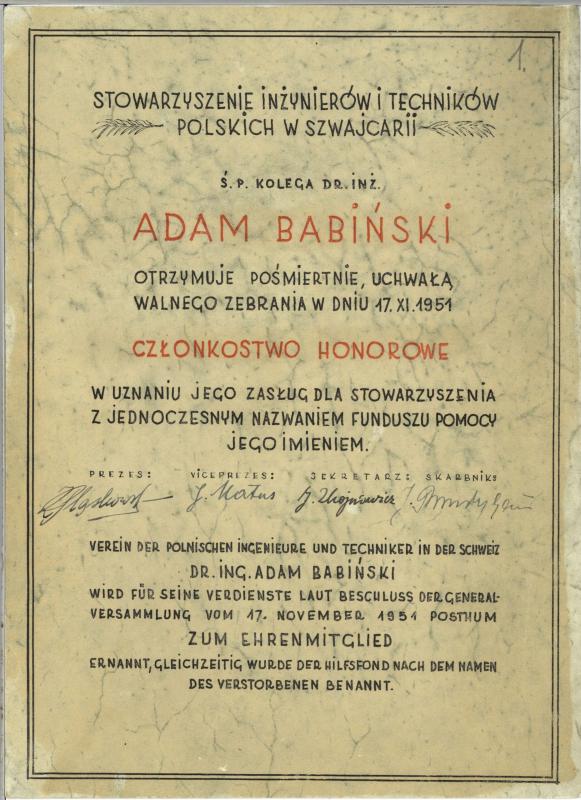 1.
STOWARZYSZENIE INŻYNIERÓW I TECHNIKÓW
POLSKICH W SZWAJCARII
Ś.P. KOLEGA DR. INŻ.
ADAM BABIŃSKI
OTRZYMUJE POŚMIERTNIE, UCHWAŁĄ
WALNEGO ZEBRANIA W DNIU 17. XI. 1951
CZŁONKOSTWO HONOROWE
W UZNANIU JEGO ZASŁUG DLA STOWARZYSZENIA
Z JEDNOCZESNYM NAZWANIEM FUNDUSZU POMOCY
JEGO IMIENIEM.
PREZES: VICEPREZES: SEKRETARZ: SKARBNIK:
J. Matus
VEREIN DER POLNISCHEN INGENIEURE UND TECHNIKER IN DER SCHWEIZ
DR. ING. ADAM BABIŃSKI
WIRD FÜR SEINE VERDIENSTE LAUT BESCHLUSS DER GENERAL-
VERSAMMLUNG VOM 17. NOVEMBER 1951 POSTHUM
ZUM EHRENMITGLIED
ERNANNT, GLEICHZEITIG WURDE DER HILFSFOND NACH DEM NAMEN
DES VERSTORBENEN BENANNT.